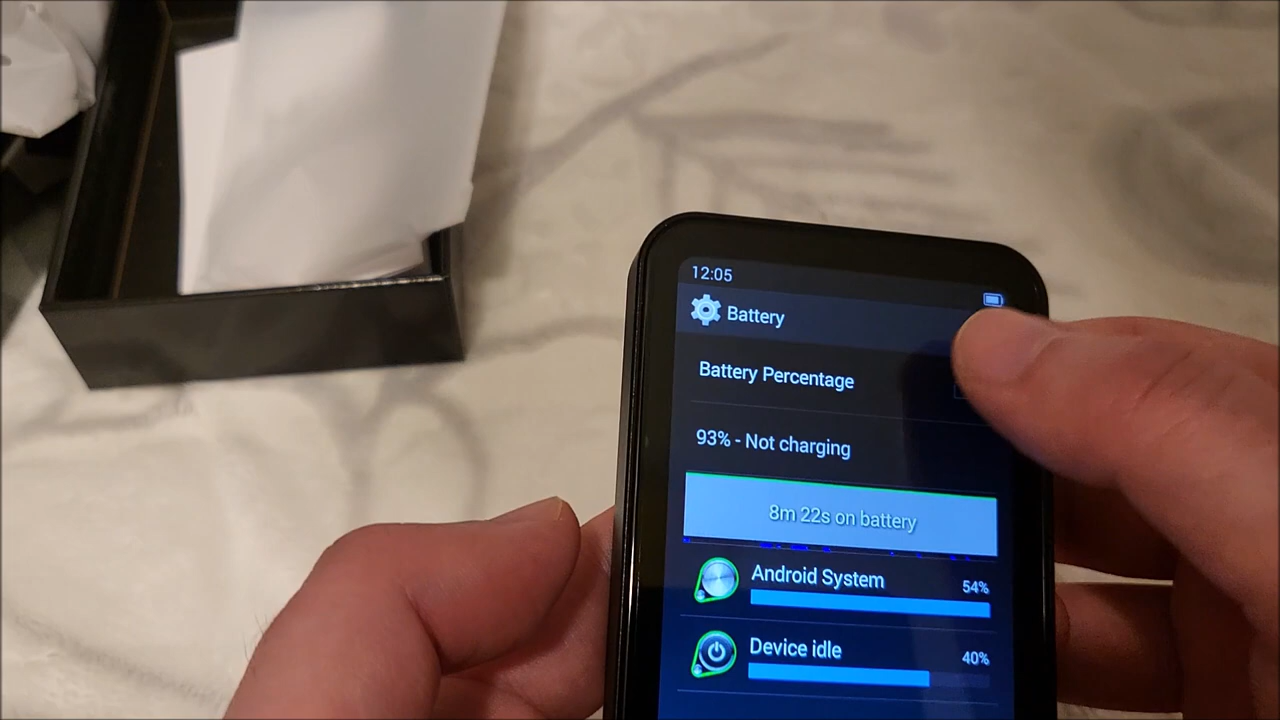 12:05
Battery
Battery Percentage
93% - Not charging
8m 22s on battery
Android System
54%
Device idle
40%